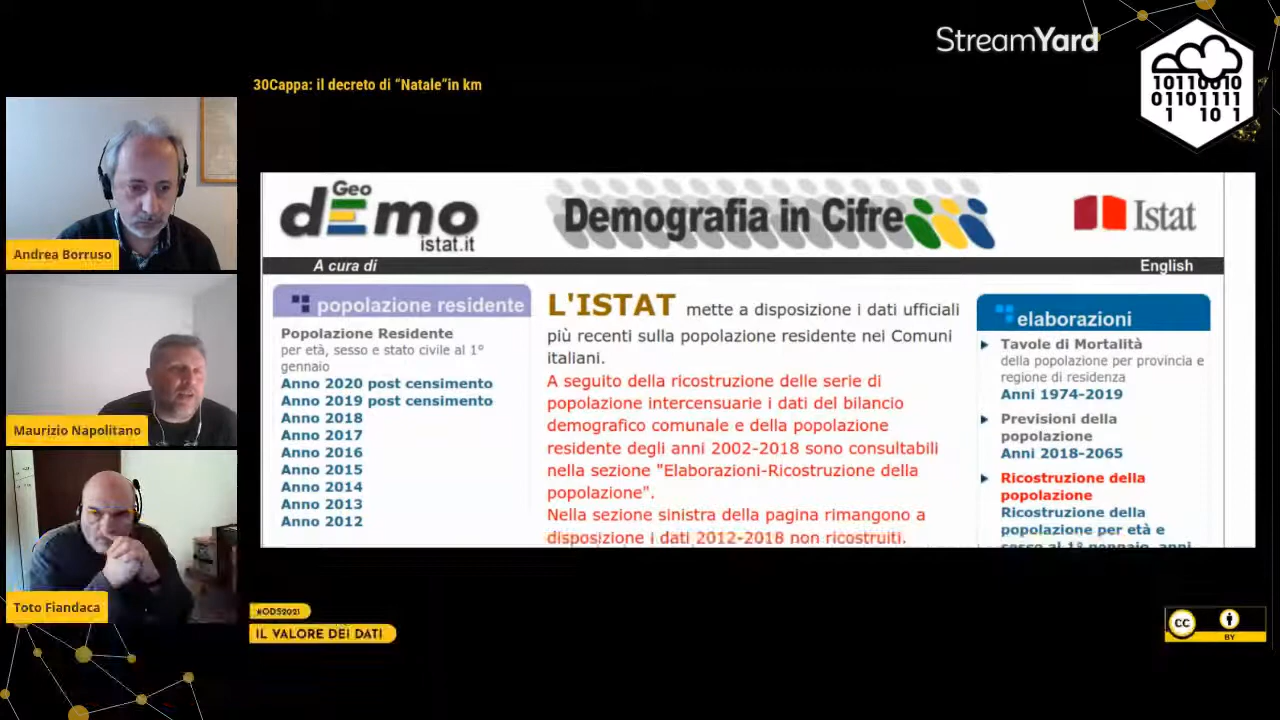 StreamYard
10110010
01101111
1 10 1
30Cappa: il decreto di “Natale”in km
Andrea Borruso
Maurizio Napolitano
Toto Fiandaca
Geo
dEmo
istat.it
Demografia in Cifre
Istat
A cura di
English
popolazione residente
Popolazione Residente
per età, sesso e stato civile al 1°
gennaio
Anno 2020 post censimento
Anno 2019 post censimento
Anno 2018
Anno 2017
Anno 2016
Anno 2015
Anno 2014
Anno 2013
Anno 2012
L'ISTAT mette a disposizione i dati ufficiali
più recenti sulla popolazione residente nei Comuni
italiani.
A seguito della ricostruzione delle serie di
popolazione intercensuarie i dati del bilancio
demografico comunale e della popolazione
residente degli anni 2002-2018 sono consultabili
nella sezione "Elaborazioni-Ricostruzione della
popolazione".
Nella sezione sinistra della pagina rimangono a
disposizione i dati 2012-2018 non ricostruiti.
elaborazioni
Tavole di Mortalità
della popolazione per provincia e
regione di residenza
Anni 1974-2019
Previsioni della
popolazione
Anni 2018-2065
Ricostruzione della
popolazione
Ricostruzione della
popolazione per età e
sesso al 1° gennaio, anni
#ODS2021
IL VALORE DEI DATI
CC
BY